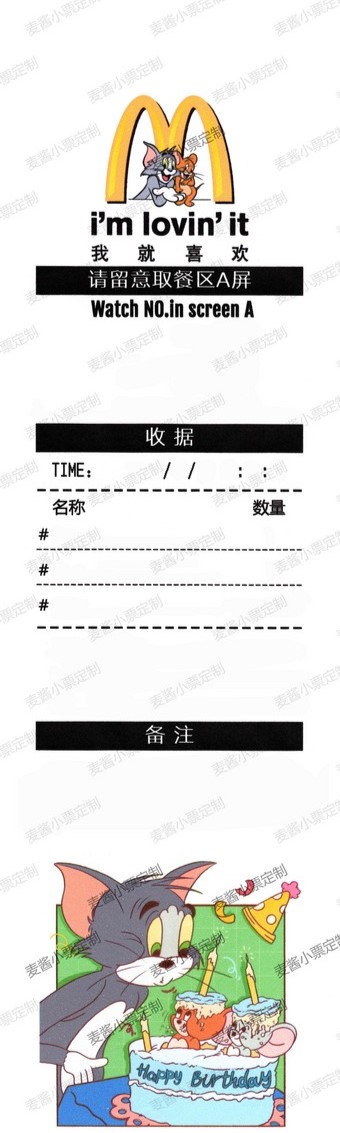 i'm lovin' it
我就喜欢
请留意取餐区A屏
Watch NO.in screen A
收据
TIME: / / : :
名称 数量
#
#
#
备注
Happy Burthday
麦酱小票定制